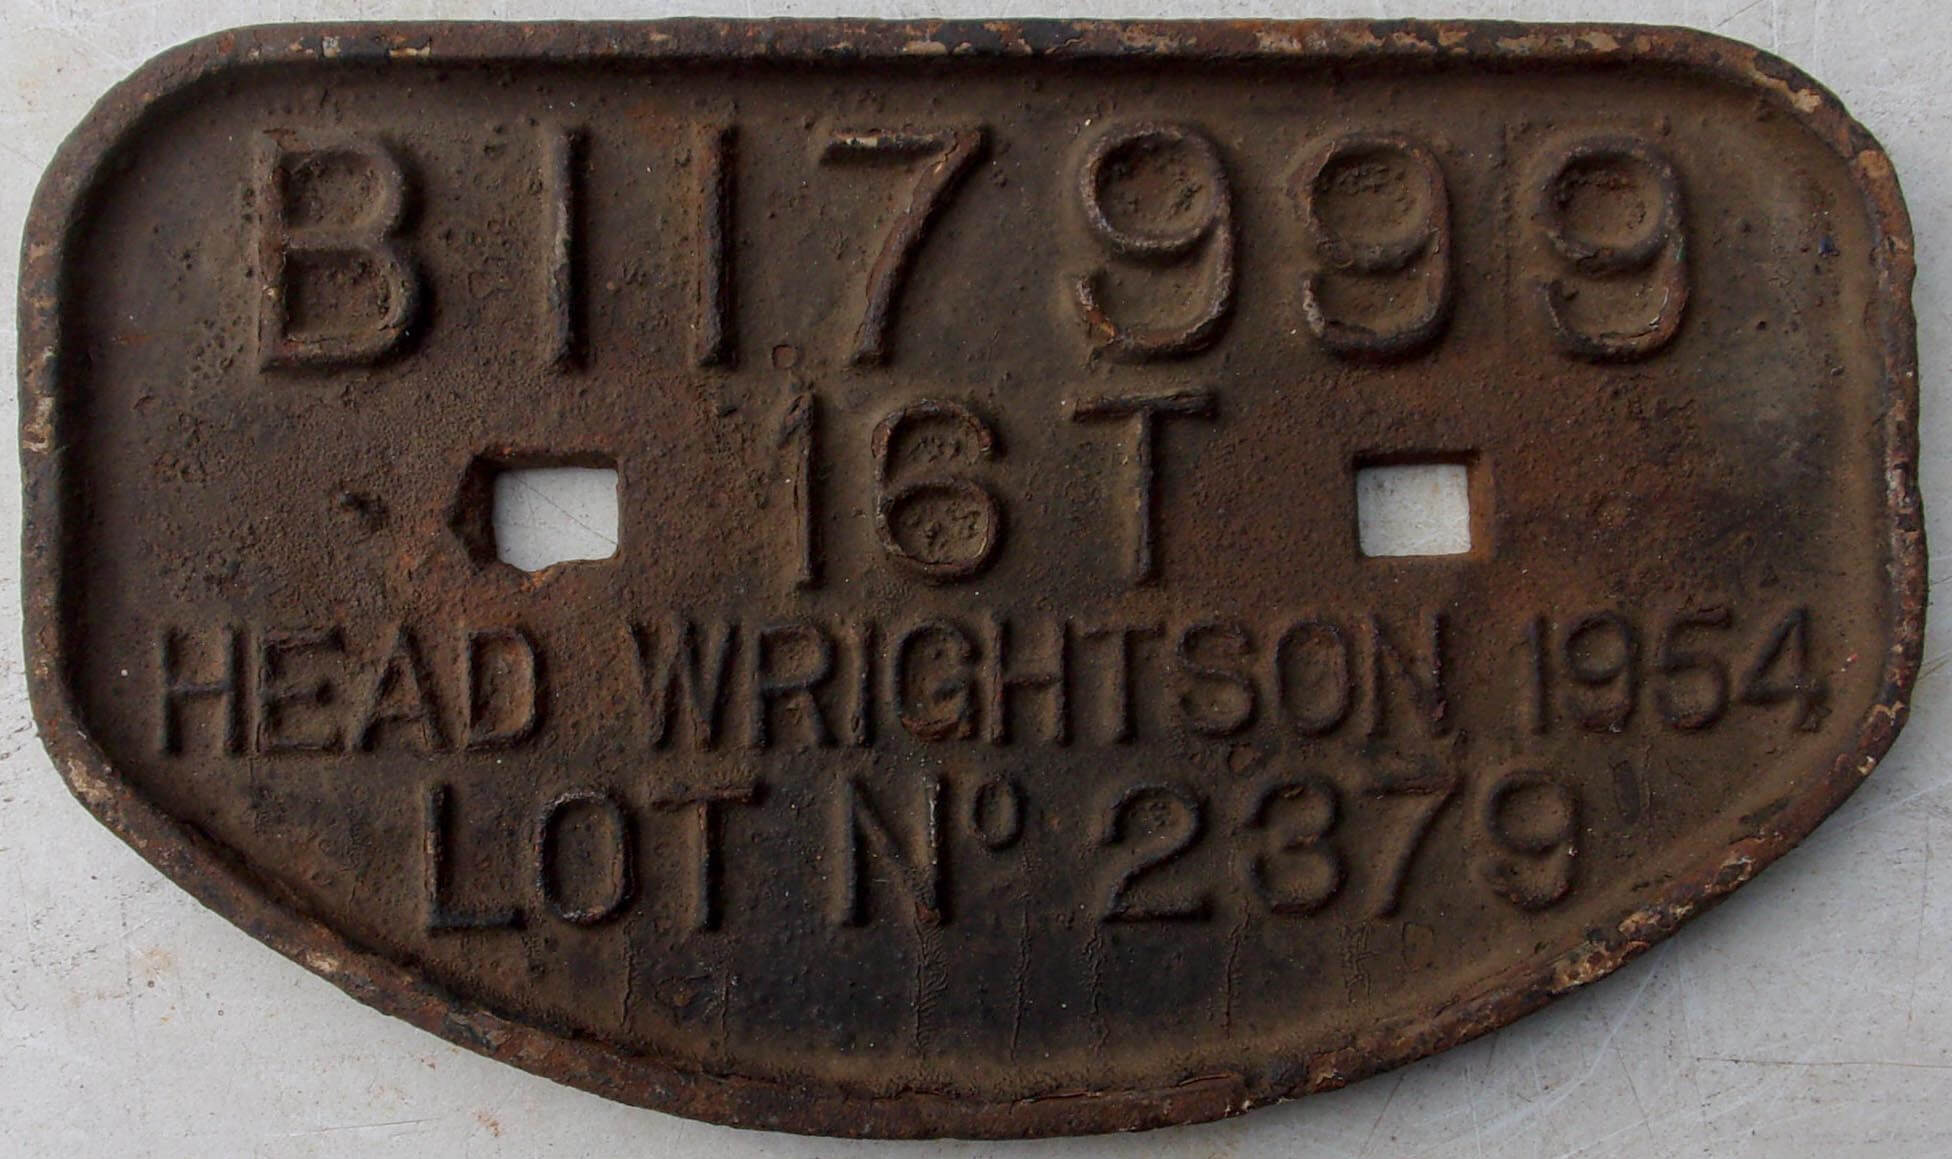 B117999
16T
HEAD WRIGHTSON 1954
LOT Nº 2379